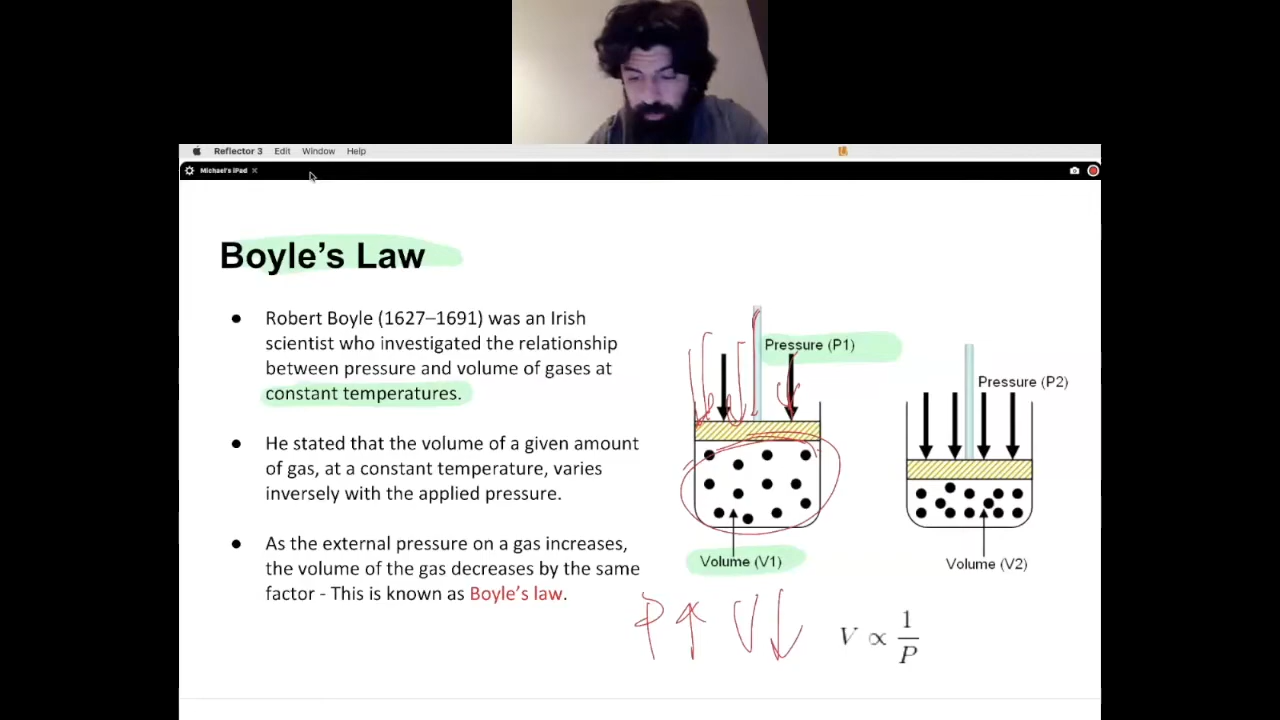 Reflector 3 Edit Window Help
Michael's iPad
Boyle's Law
● Robert Boyle (1627–1691) was an Irish
scientist who investigated the relationship
between pressure and volume of gases at
constant temperatures.
● He stated that the volume of a given amount
of gas, at a constant temperature, varies
inversely with the applied pressure.
● As the external pressure on a gas increases,
the volume of the gas decreases by the same
factor - This is known as Boyle's law.
Pressure (P1)
Volume (V1)
Pressure (P2)
Volume (V2)
P↑ V↓
V ∝ 1/P